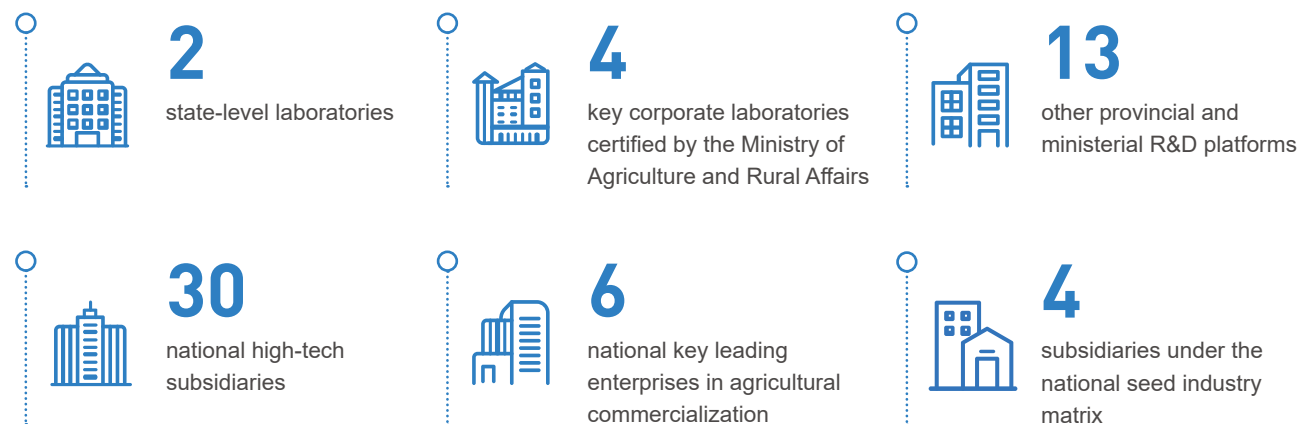 2
state-level laboratories
4
key corporate laboratories
certified by the Ministry of
Agriculture and Rural Affairs
13
other provincial and
ministerial R&D platforms
30
national high-tech
subsidiaries
6
national key leading
enterprises in agricultural
commercialization
4
subsidiaries under the
national seed industry
matrix